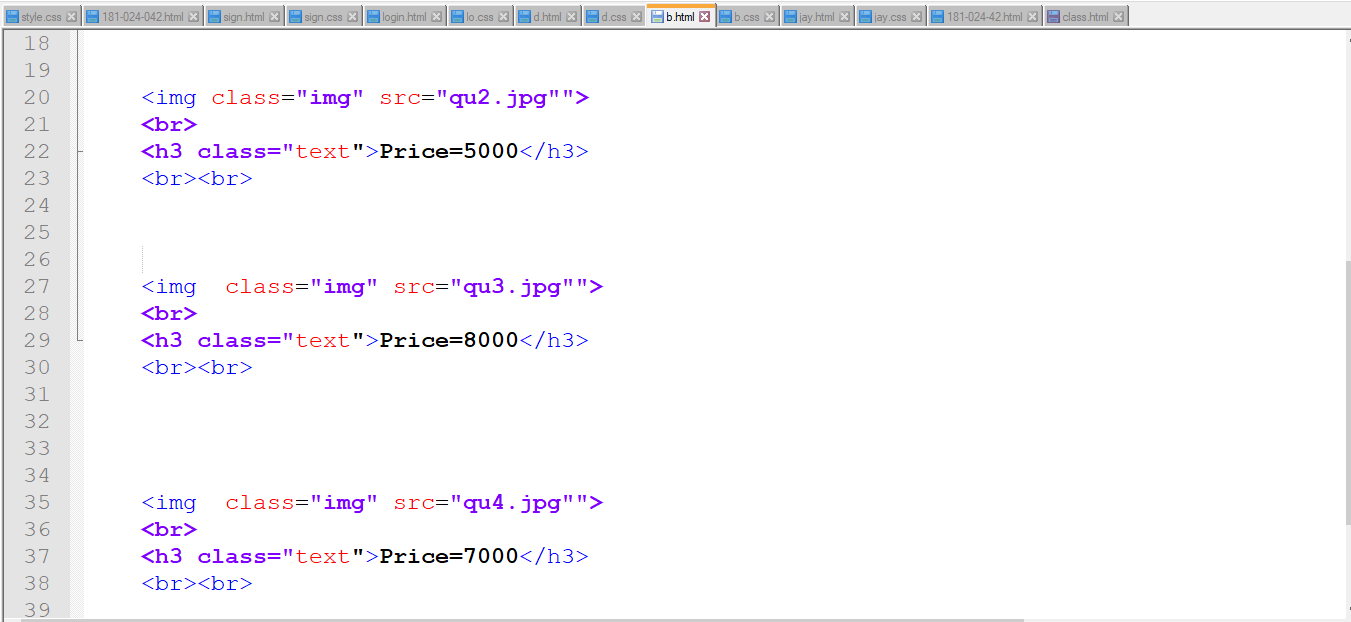 style.css 181-024-042.html sign.html sign.css login.html lo.css d.html d.css b.html b.css jay.html jay.css 181-024-42.html class.html
18
19
20 <img class="img" src="qu2.jpg"">
21 <br>
22 <h3 class="text">Price=5000</h3>
23 <br><br>
24
25
26
27 <img  class="img" src="qu3.jpg"">
28 <br>
29 <h3 class="text">Price=8000</h3>
30 <br><br>
31
32
33
34
35 <img  class="img" src="qu4.jpg"">
36 <br>
37 <h3 class="text">Price=7000</h3>
38 <br><br>
39